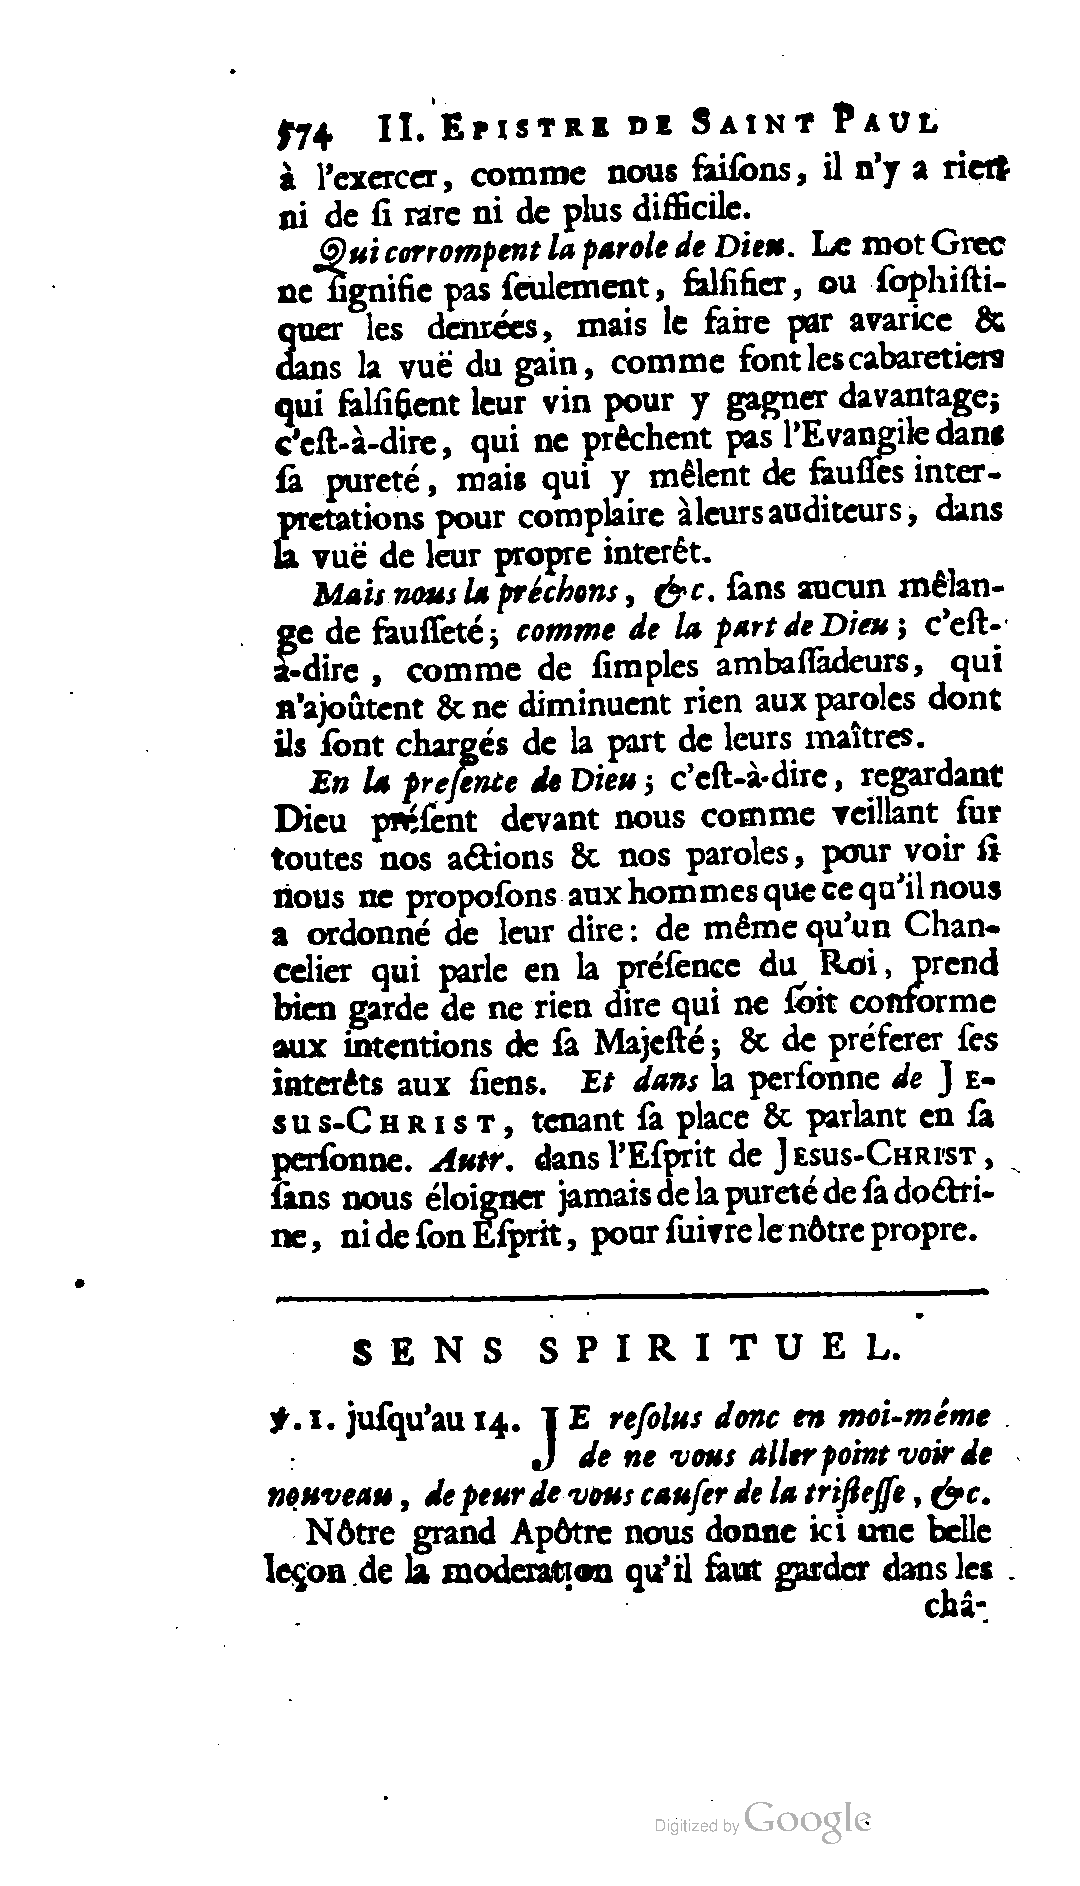 574 II. EPISTRE DE SAINT PAUL
à l'exercer, comme nous faiſons, il n'y a rien
ni de ſi rare ni de plus difficile.
Qui corrompent la parole de Dieu. Le mot Grec
ne ſignifie pas ſeulement, falſifier, ou ſophiſti-
quer les denrées, mais le faire par avarice &
dans la vuë du gain, comme font les cabaretiers
qui falſifient leur vin pour y gagner davantage;
c'eſt-à-dire, qui ne prêchent pas l'Evangile dans
ſa pureté, mais qui y mêlent de fauſſes inter-
pretations pour complaire à leurs auditeurs, dans
la vuë de leur propre interêt.
Mais nous la préchons, &c. ſans aucun mêlan-
ge de fauſſeté; comme de la part de Dieu; c'eſt-
à-dire, comme de ſimples ambaſſadeurs, qui
n'ajoûtent & ne diminuent rien aux paroles dont
ils ſont chargés de la part de leurs maîtres.
En la preſence de Dieu; c'eſt-à-dire, regardant
Dieu préſent devant nous comme veillant ſur
toutes nos actions & nos paroles, pour voir ſi
nous ne propoſons aux hommes que ce qu'il nous
a ordonné de leur dire: de même qu'un Chan-
celier qui parle en la préſence du Roi, prend
bien garde de ne rien dire qui ne ſoit conforme
aux intentions de ſa Majeſté; & de préferer ſes
interêts aux ſiens. Et dans la perſonne de JE-
SUS-CHRIST, tenant ſa place & parlant en ſa
perſonne. Autr. dans l'Eſprit de JESUS-CHRIST,
ſans nous éloigner jamais de la pureté de ſa doctri-
ne, ni de ſon Eſprit, pour ſuivre le nôtre propre.
SENS SPIRITUEL.
℣. 1. juſqu'au 14. JE reſolus donc en moi-même
de ne vous aller point voir de
nouveau, de peur de vous cauſer de la triſteſſe, &c.
Nôtre grand Apôtre nous donne ici une belle
leçon de la moderation qu'il faut garder dans les
châ-
Digitized by Google